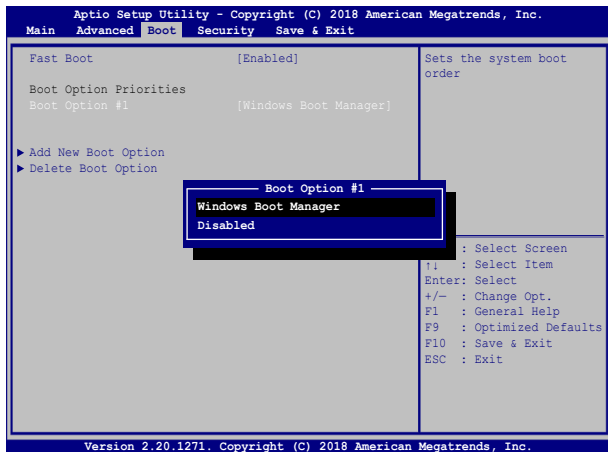 Aptio Setup Utility - Copyright (C) 2018 American Megatrends, Inc.
Main Advanced Boot Security Save & Exit
Fast Boot [Enabled]
Boot Option Priorities
Boot Option #1 [Windows Boot Manager]
▶ Add New Boot Option
▶ Delete Boot Option
Boot Option #1
Windows Boot Manager
Disabled
Sets the system boot
order
: Select Screen
↑↓ : Select Item
Enter: Select
+/— : Change Opt.
F1 : General Help
F9 : Optimized Defaults
F10 : Save & Exit
ESC : Exit
Version 2.20.1271. Copyright (C) 2018 American Megatrends, Inc.